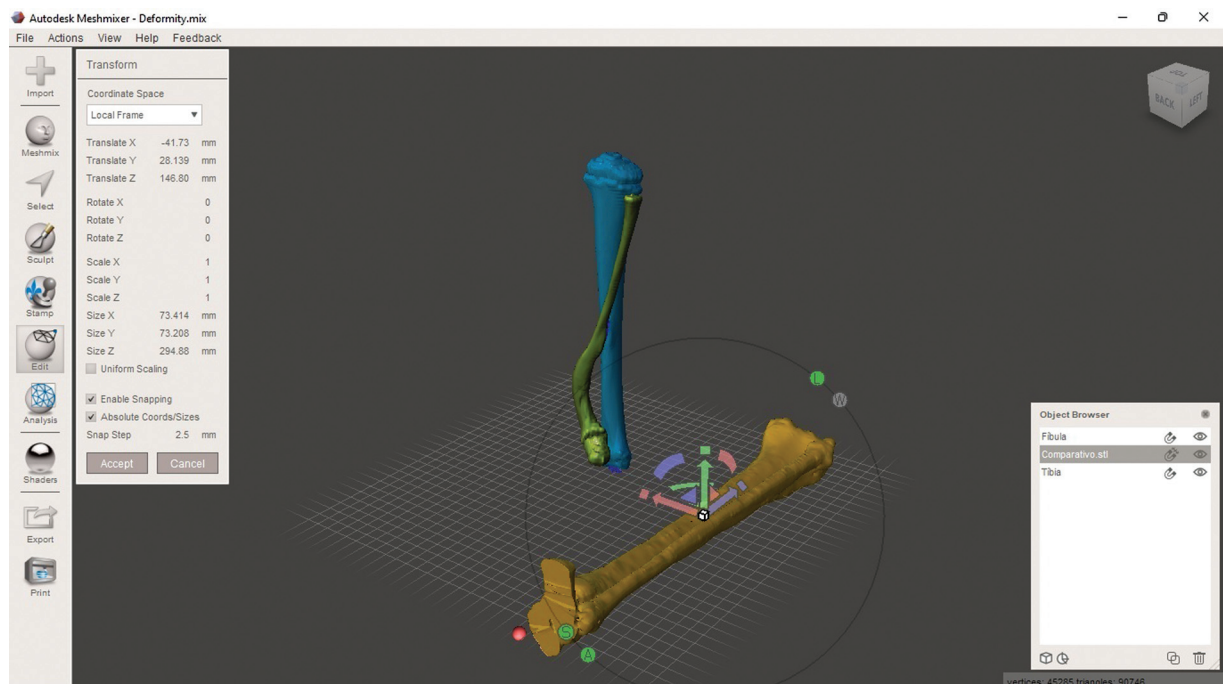 Autodesk Meshmixer - Deformity.mix
File Actions View Help Feedback
Import
Meshmix
Select
Sculpt
Stamp
Edit
Analysis
Shaders
Export
Print
Transform
Coordinate Space
Local Frame
Translate X -41.73 mm
Translate Y 28.139 mm
Translate Z 146.80 mm
Rotate X 0
Rotate Y 0
Rotate Z 0
Scale X 1
Scale Y 1
Scale Z 1
Size X 73.414 mm
Size Y 73.208 mm
Size Z 294.88 mm
Uniform Scaling
Enable Snapping
Absolute Coords/Sizes
Snap Step 2.5 mm
Accept Cancel
TOP
BACK LEFT
L
W
S
A
Object Browser
Fíbula
Comparativo.stl
Tíbia
vertices: 45285 triangles: 90746